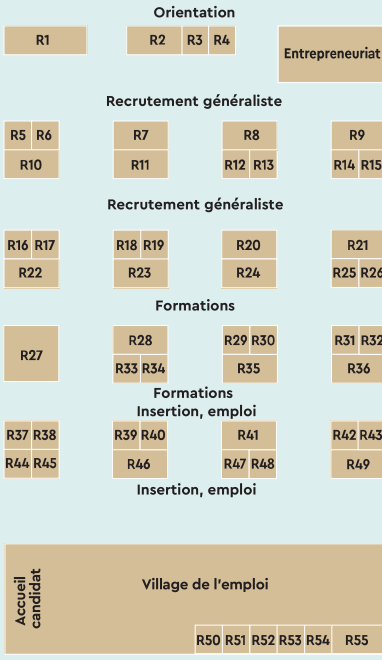 Orientation
R1 R2 R3 R4
Entrepreneuriat
Recrutement généraliste
R5 R6 R7 R8 R9
R10 R11 R12 R13 R14 R15
Recrutement généraliste
R16 R17 R18 R19 R20 R21
R22 R23 R24 R25 R26
Formations
R27
R28 R29 R30 R31 R32
R33 R34 R35 R36
Formations
Insertion, emploi
R37 R38 R39 R40 R41 R42 R43
R44 R45 R46 R47 R48 R49
Insertion, emploi
Accueil
candidat
Village de l'emploi
R50 R51 R52 R53 R54 R55